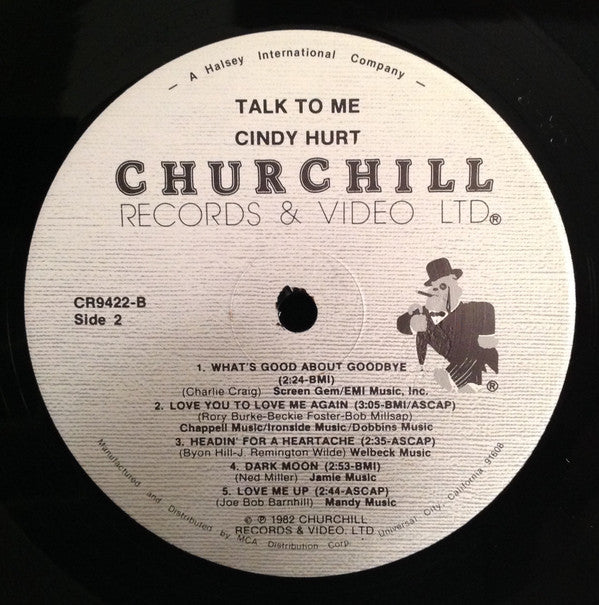 — A Halsey International Company —
TALK TO ME
CINDY HURT
CHURCHILL
RECORDS & VIDEO LTD.®
CR9422-B
Side 2
®
1. WHAT'S GOOD ABOUT GOODBYE
(2:24-BMI)
(Charlie Craig) Screen Gem/EMI Music, Inc.
2. LOVE YOU TO LOVE ME AGAIN (3:05-BMI/ASCAP)
(Rory Burke-Beckie Foster-Bob Millsap)
Chappell Music/Ironside Music/Dobbins Music
3. HEADIN' FOR A HEARTACHE (2:35-ASCAP)
(Byon Hill-J. Remington Wilde) Welbeck Music
4. DARK MOON (2:53-BMI)
(Ned Miller) Jamie Music
5. LOVE ME UP (2:44-ASCAP)
(Joe Bob Barnhill) Mandy Music
© ℗ 1982 CHURCHILL
RECORDS & VIDEO. LTD
Manufactured and Distributed by MCA Distribution Corp., Universal City, California 91608